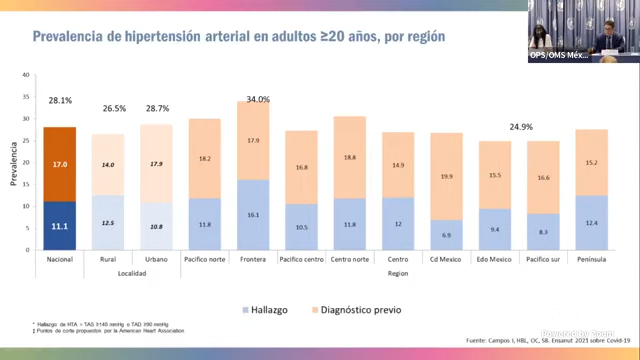 Prevalencia de hipertensión arterial en adultos ≥20 años, por región
OPS/OMS Méx...
40
35
30
25
20
15
10
5
0
Prevalencia
28.1%
26.5%
28.7%
34.0%
24.9%
17.0
14.0
17.9
18.2
17.9
16.8
18.8
14.9
19.9
15.5
16.6
15.2
11.1
12.5
10.8
11.8
16.1
10.5
11.8
12
6.9
9.4
8.3
12.4
Nacional
Rural
Urbano
Pacífico norte
Frontera
Pacifico centro
Centro norte
Centro
Cd Mexico
Edo Mexico
Pacifico sur
Península
Localidad
Region
Hallazgo
Diagnóstico previo
* Hallazgo de HTA > TAS ≥140 mmHg o TAD ≥90 mmHg
‡ Puntos de corte propuestos por la American Heart Association.
Powered by Zoom
Fuente: Campos I, HBL, OC, SB. Ensanut 2021 sobre Covid-19